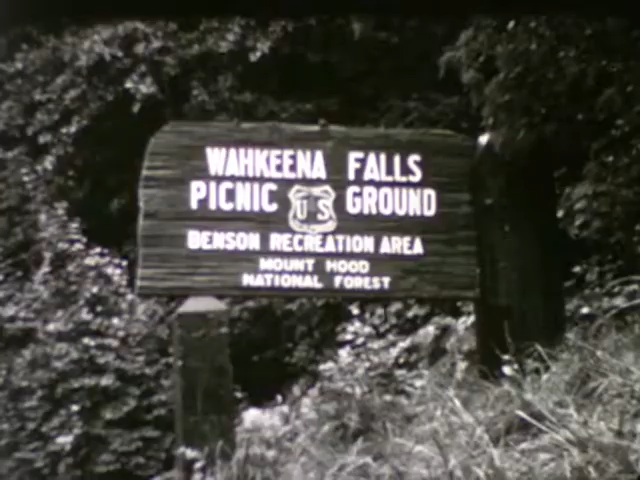 WAHKEENA FALLS
PICNIC US GROUND
BENSON RECREATION AREA
MOUNT HOOD
NATIONAL FOREST